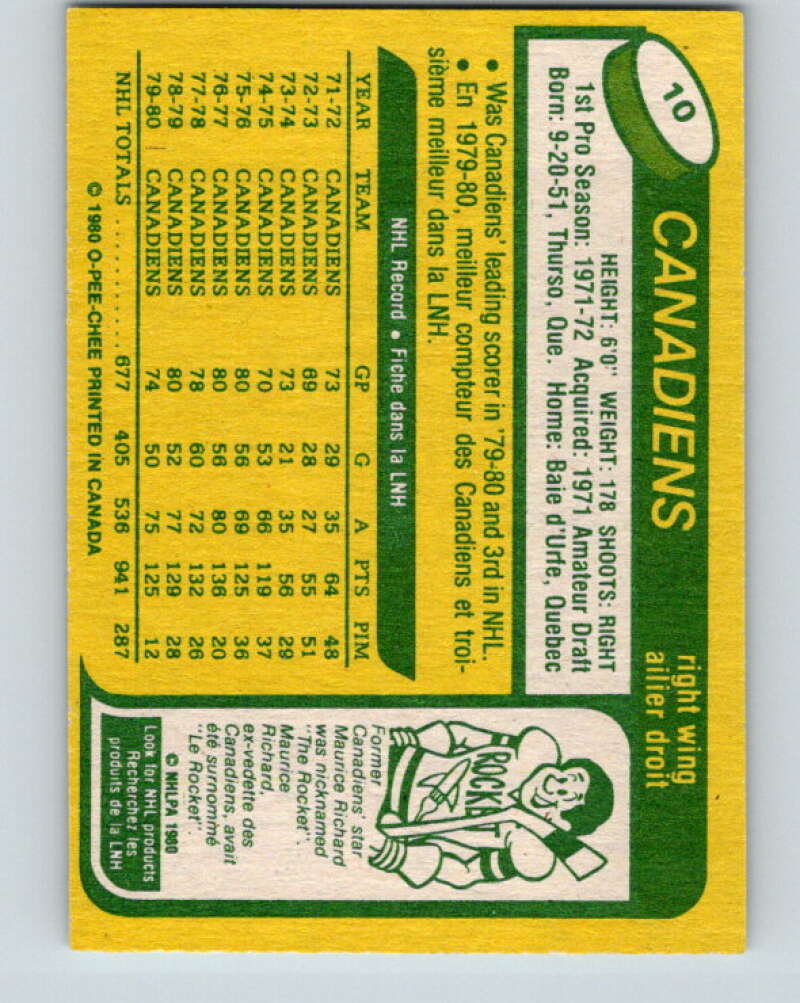 10
CANADIENS
right wing
ailier droit
HEIGHT: 6'0" WEIGHT: 178 SHOOTS: RIGHT
1st Pro Season: 1971-72 Acquired: 1971 Amateur Draft
Born: 9-20-51, Thurso, Que. Home: Baie d'Urfe, Quebec
• Was Canadiens' leading scorer in '79-80 and 3rd in NHL.
• En 1979-80, meilleur compteur des Canadiens et troi-
sième meilleur dans la LNH.
NHL Record • Fiche dans la LNH
YEAR TEAM GP G A PTS PIM
71-72 CANADIENS 73 29 35 64 48
72-73 CANADIENS 69 28 27 55 51
73-74 CANADIENS 73 21 35 56 29
74-75 CANADIENS 70 53 66 119 37
75-76 CANADIENS 80 56 69 125 36
76-77 CANADIENS 80 56 80 136 20
77-78 CANADIENS 78 60 72 132 26
78-79 CANADIENS 80 52 77 129 28
79-80 CANADIENS 74 50 75 125 12
NHL TOTALS .......... 677 405 536 941 287
© 1980 O-PEE-CHEE PRINTED IN CANADA
ROCKET
Former
Canadiens' star
Maurice Richard
was nicknamed
"The Rocket".
Maurice
Richard,
ex-vedette des
Canadiens, avait
été surnommé
"Le Rocket".
© NHLPA 1980
Look for NHL products
Recherchez les
produits de la LNH